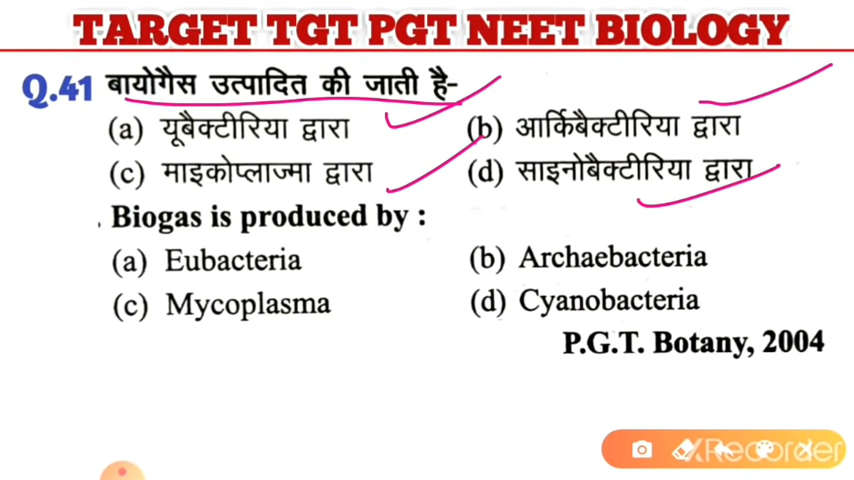 TARGET TGT PGT NEET BIOLOGY
Q.41 बायोगैस उत्पादित की जाती है-
(a) यूबैक्टीरिया द्वारा (b) आर्किबैक्टीरिया द्वारा
(c) माइकोप्लाज्मा द्वारा (d) साइनोबैक्टीरिया द्वारा
Biogas is produced by :
(a) Eubacteria (b) Archaebacteria
(c) Mycoplasma (d) Cyanobacteria
P.G.T. Botany, 2004
XRecorder